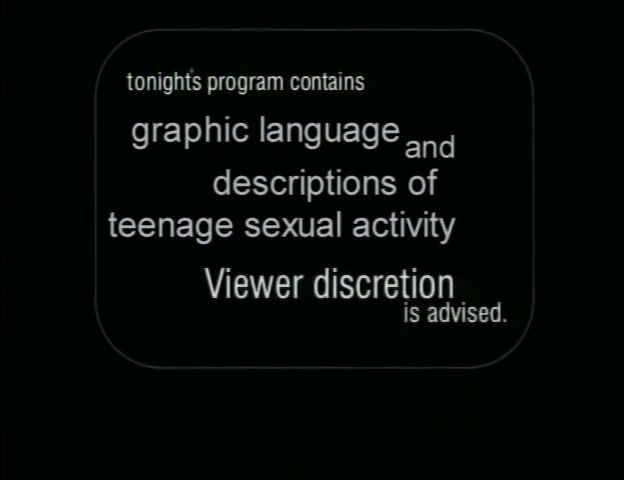 tonight's program contains
graphic language and
descriptions of
teenage sexual activity
Viewer discretion
is advised.